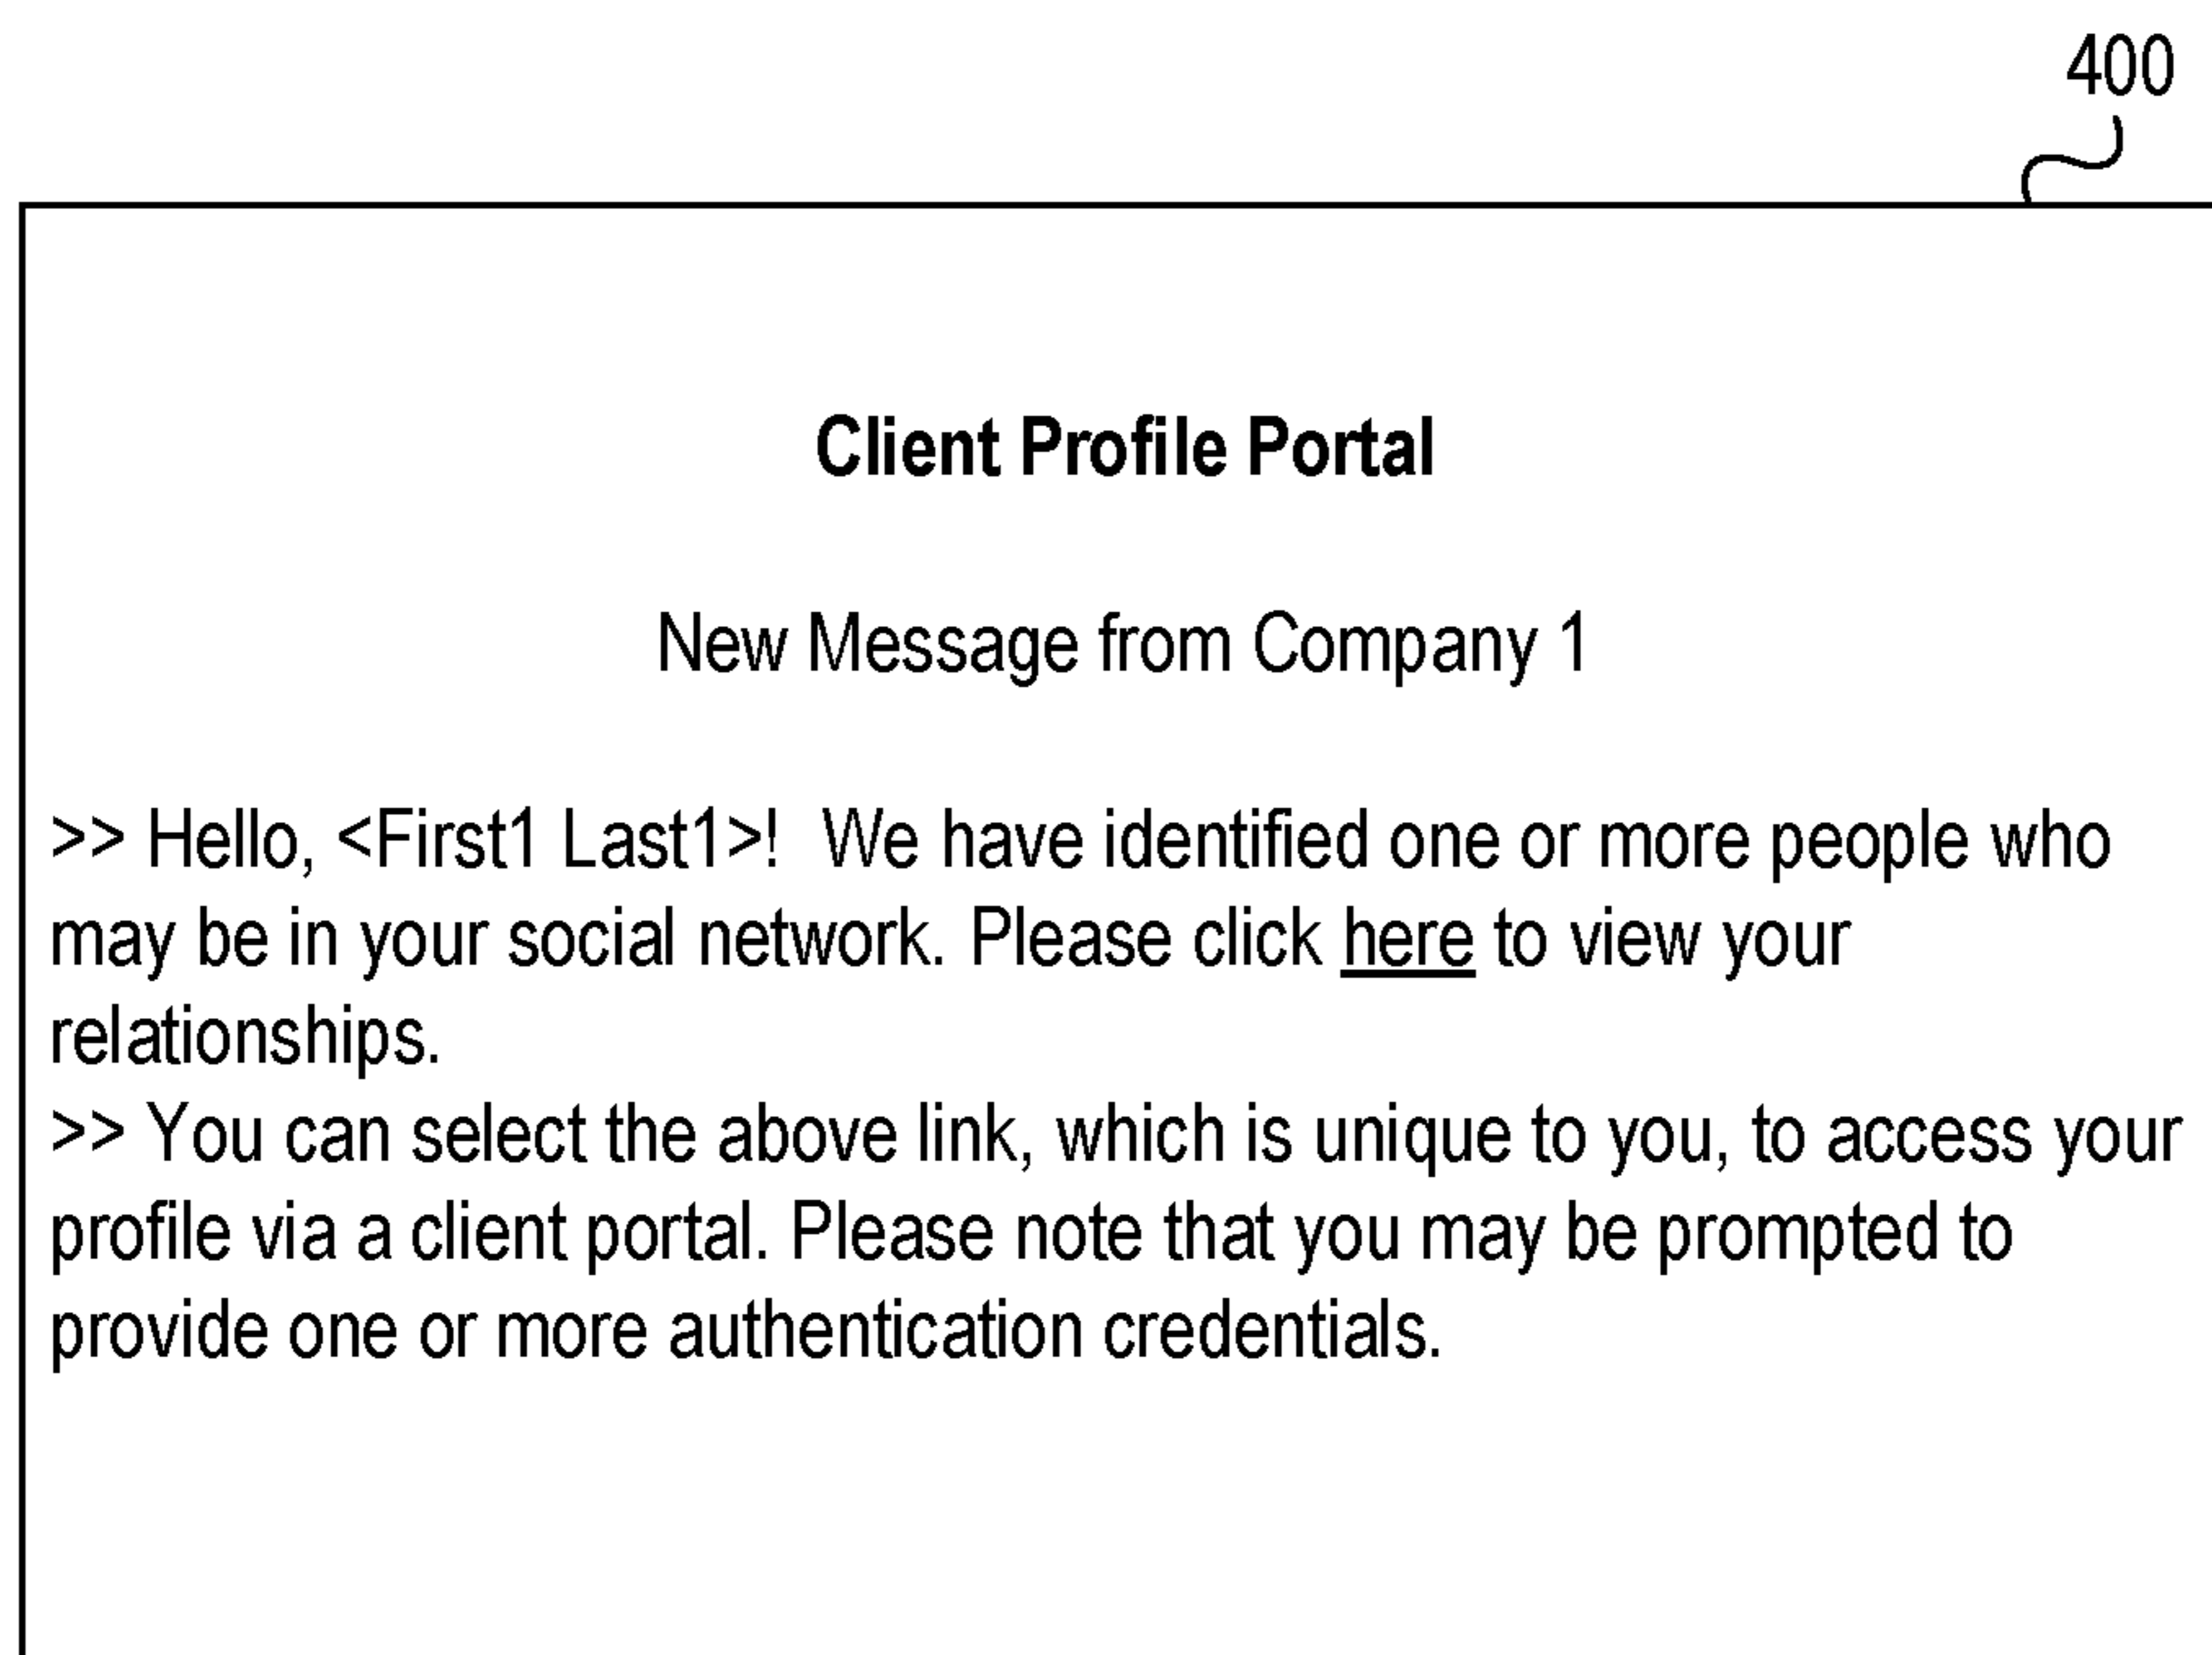 400
Client Profile Portal
New Message from Company 1
>> Hello, <First1 Last1>!  We have identified one or more people who
may be in your social network. Please click here to view your
relationships.
>> You can select the above link, which is unique to you, to access your
profile via a client portal. Please note that you may be prompted to
provide one or more authentication credentials.